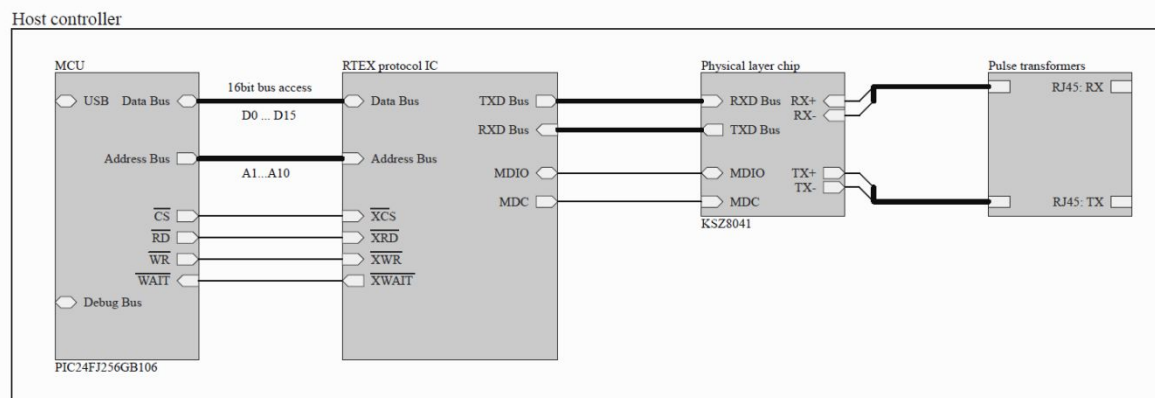 Host controller
MCU
RTEX protocol IC
Physical layer chip
Pulse transformers
USB
Data Bus
16bit bus access
D0 ... D15
Data Bus
TXD Bus
RXD Bus
RX+
RX-
RJ45: RX
RXD Bus
TXD Bus
Address Bus
A1...A10
Address Bus
MDIO
MDC
MDIO
MDC
TX+
TX-
RJ45: TX
KSZ8041
CS
RD
WR
WAIT
XCS
XRD
XWR
XWAIT
Debug Bus
PIC24FJ256GB106